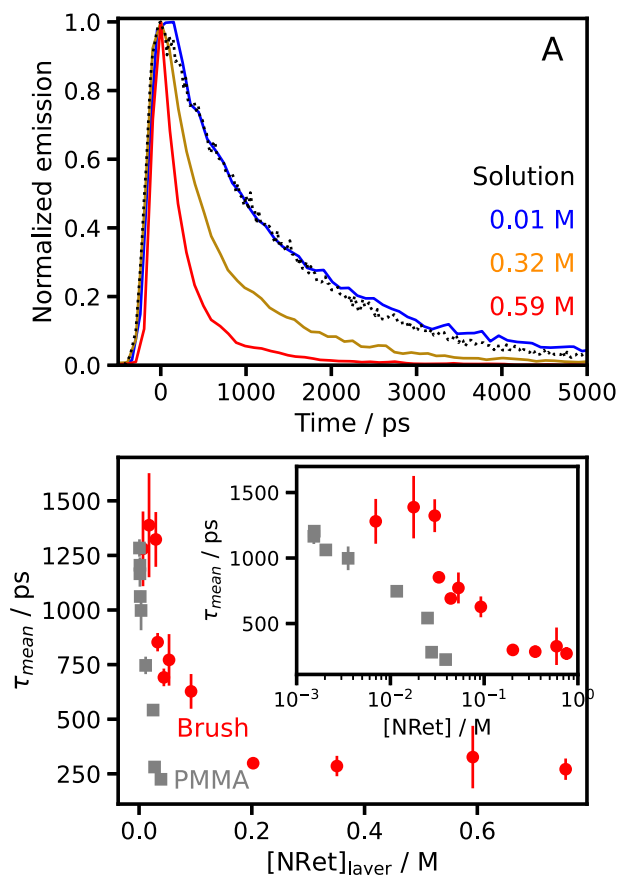 A
Normalized emission
1.0
0.8
0.6
0.4
0.2
0.0
Solution
0.01 M
0.32 M
0.59 M
0 1000 2000 3000 4000 5000
Time / ps
τmean / ps
1500
1250
1000
750
500
250
Brush
PMMA
0.0 0.2 0.4 0.6
[NRet]layer / M
τmean / ps
1500
1000
500
10⁻³ 10⁻² 10⁻¹ 10⁰
[NRet] / M